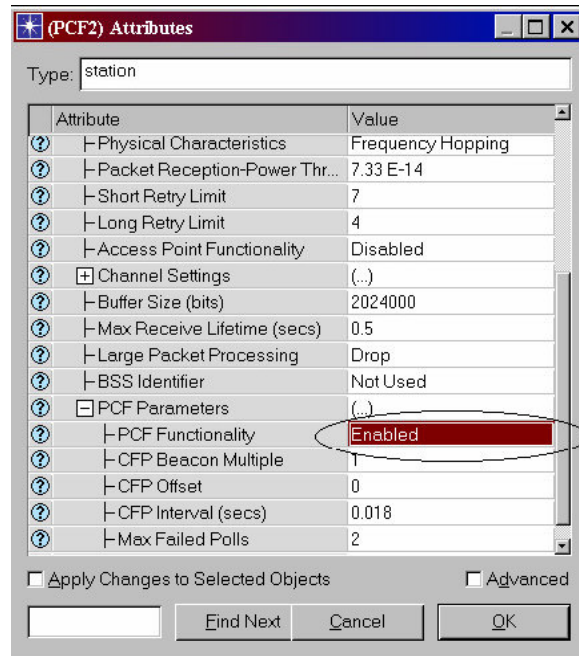 (PCF2) Attributes
Type: station
Attribute Value
Physical Characteristics Frequency Hopping
Packet Reception-Power Thr... 7.33 E-14
Short Retry Limit 7
Long Retry Limit 4
Access Point Functionality Disabled
Channel Settings (...)
Buffer Size (bits) 2024000
Max Receive Lifetime (secs) 0.5
Large Packet Processing Drop
BSS Identifier Not Used
PCF Parameters (...)
PCF Functionality Enabled
CFP Beacon Multiple 1
CFP Offset 0
CFP Interval (secs) 0.018
Max Failed Polls 2
Apply Changes to Selected Objects Advanced
Find Next Cancel OK